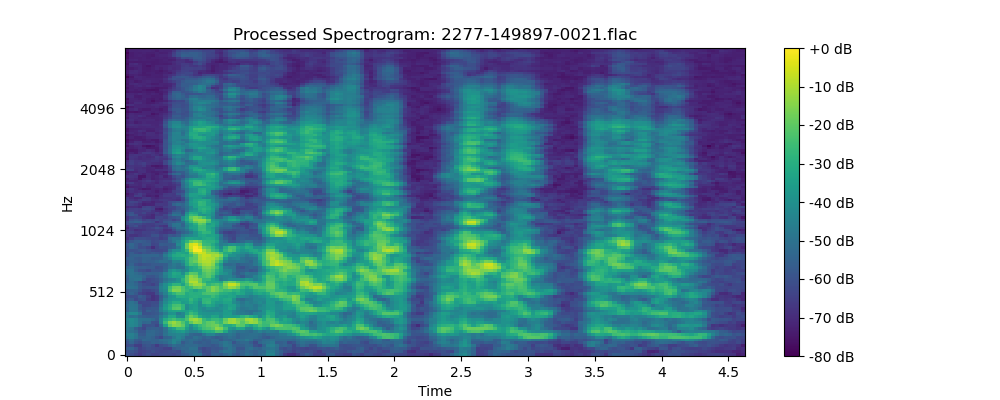 Processed Spectrogram: 2277-149897-0021.flac
+0 dB
-10 dB
4096
-20 dB
2048
-30 dB
Hz
-40 dB
1024
-50 dB
512
-60 dB
-70 dB
0
-80 dB
0 0.5 1 1.5 2 2.5 3 3.5 4 4.5
Time